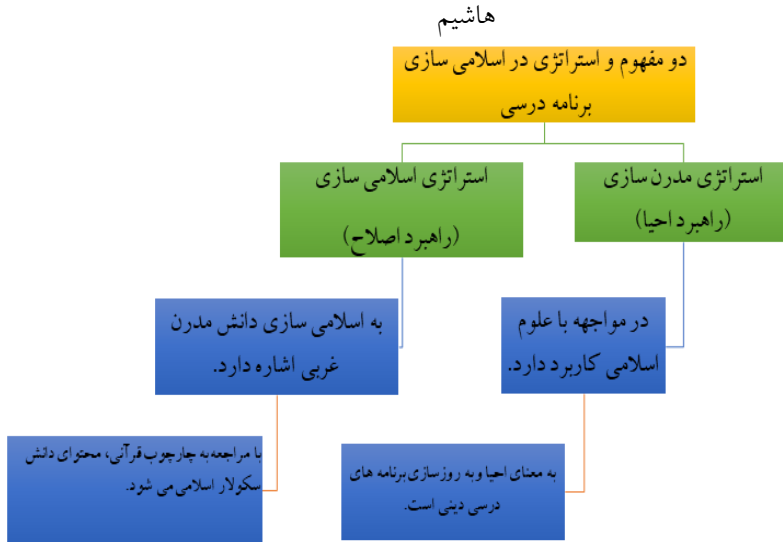 هاشیم
دو مفهوم و استراتژی در اسلامی سازی
برنامه درسی
استراتژی مدرن سازی
(راهبرد احیا)
استراتژی اسلامی سازی
(راهبرد اصلاح)
در مواجهه با علوم
اسلامی کاربرد دارد.
به اسلامی سازی دانش مدرن
غربی اشاره دارد.
به معنای احیا و به روزسازی برنامه های
درسی دینی است.
با مراجعه به چارچوب قرآنی، محتوای دانش
سکولار اسلامی می شود.